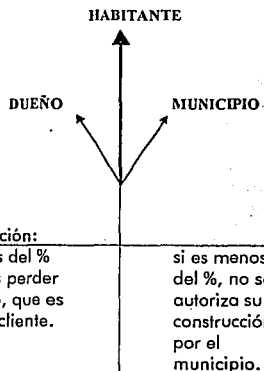 HABITANTE
DUEÑO
MUNICIPIO
ción:
s del %
s perder
o, que es
cliente.
si es menos
del %, no se
autoriza su
construcción
por el
municipio.